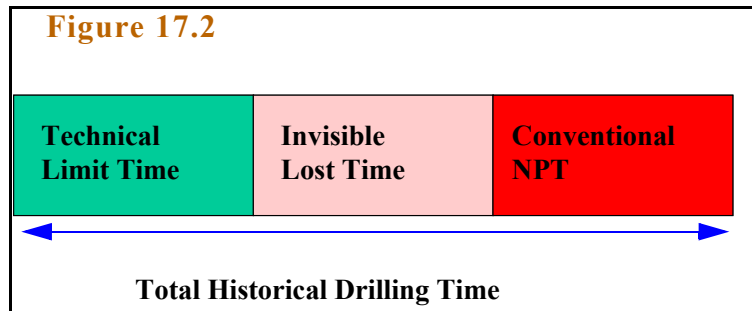 Figure 17.2
Technical
Limit Time
Invisible
Lost Time
Conventional
NPT
Total Historical Drilling Time